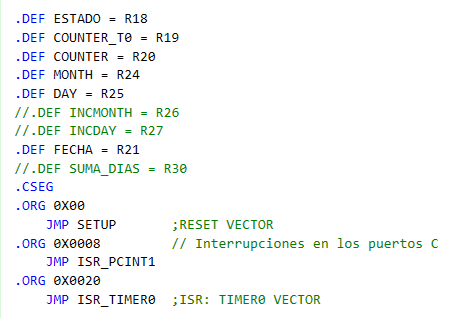 .DEF ESTADO = R18
.DEF COUNTER_T0 = R19
.DEF COUNTER = R20
.DEF MONTH = R24
.DEF DAY = R25
//.DEF INCMONTH = R26
//.DEF INCDAY = R27
.DEF FECHA = R21
//.DEF SUMA_DIAS = R30
.CSEG
.ORG 0X00
    JMP SETUP       ;RESET VECTOR
.ORG 0X0008         // Interrupciones en los puertos C
    JMP ISR_PCINT1
.ORG 0X0020
    JMP ISR_TIMER0  ;ISR: TIMER0 VECTOR